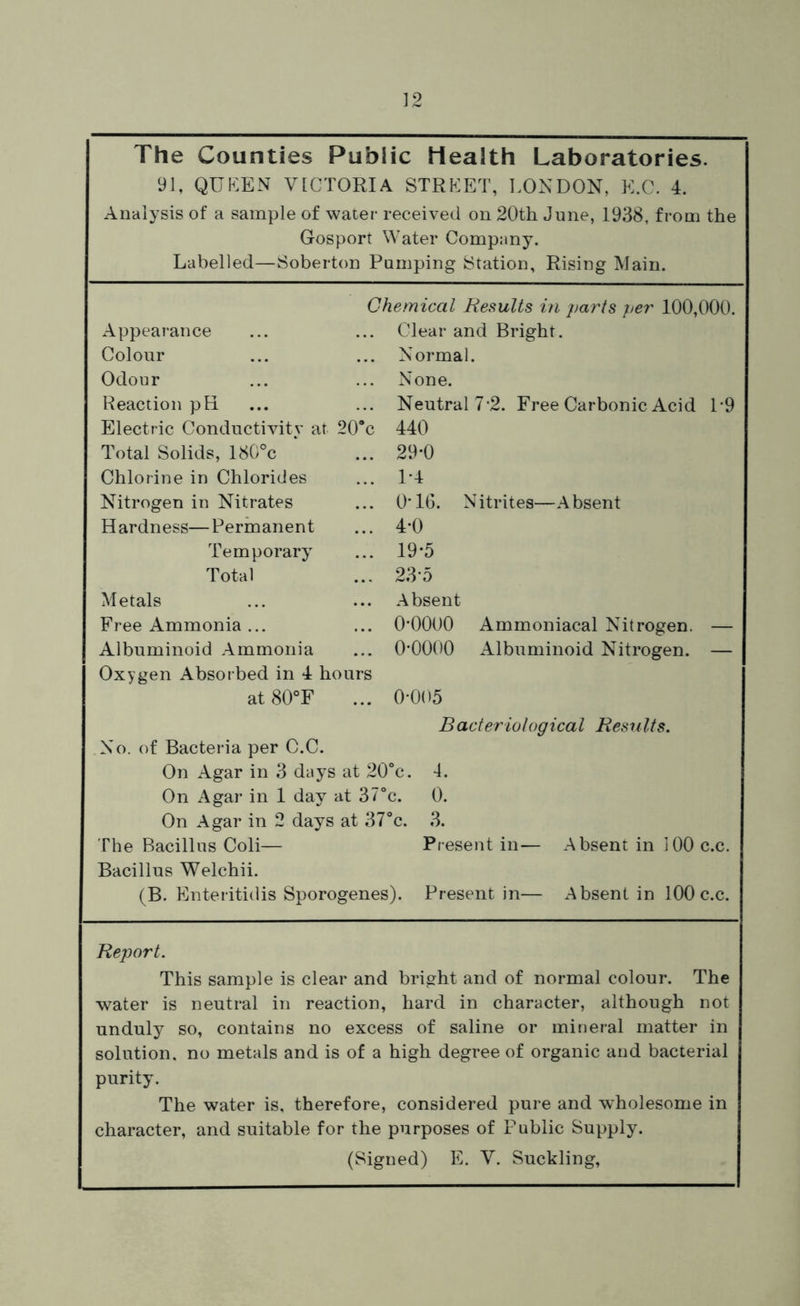 12
The Counties Public Health Laboratories.
91, QUEEN VICTORIA STREET, LONDON, E.C. 4.
Analysis of a sample of water received on 20th June, 1938, from the
Gosport Water Company.
Labelled—Soberton Pumping Station, Rising Main.
Chemical Results in parts per 100,000.
Appearance ... ... Clear and Bright.
Colour ... ... Normal.
Odour ... ... None.
Reaction pH ... ... Neutral 7·2. Free Carbonic Acid 1·9
Electric Conductivity at 20°c 440
Total Solids, 180°c ... 29·0
Chlorine in Chlorides ... 1·4
Nitrogen in Nitrates ... 0·16. Nitrites—Absent
Hardness—Permanent ... 4·0
Temporary ... 19·5
Total ... 23·5
Metals ... ... Absent
Free Ammonia ... ... 0·0000 Ammoniacal Nitrogen. —
Albuminoid Ammonia ... 0·0000 Albuminoid Nitrogen. —
Oxygen Absorbed in 4 hours
at 80°F ... 0·005
Bacteriological Results.
No. of Bacteria per C.C.
On Agar in 3 days at 20°c. 4.
On Agar in 1 day at 37°c. 0.
On Agar in 2 days at 37°c. 3.
The Bacillus Coli— Present in— Absent in 100 c.c.
Bacillus Welchii.
(B. Enteritidis Sporogenes). Present in— Absent in 100 c.c.
Report.
This sample is clear and bright and of normal colour. The
water is neutral in reaction, hard in character, although not
unduly so, contains no excess of saline or mineral matter in
solution. no metals and is of a high degree of organic and bacterial
purity.
The water is, therefore, considered pure and wholesome in
character, and suitable for the purposes of Public Supply.
(Signed) E. V. Suckling,